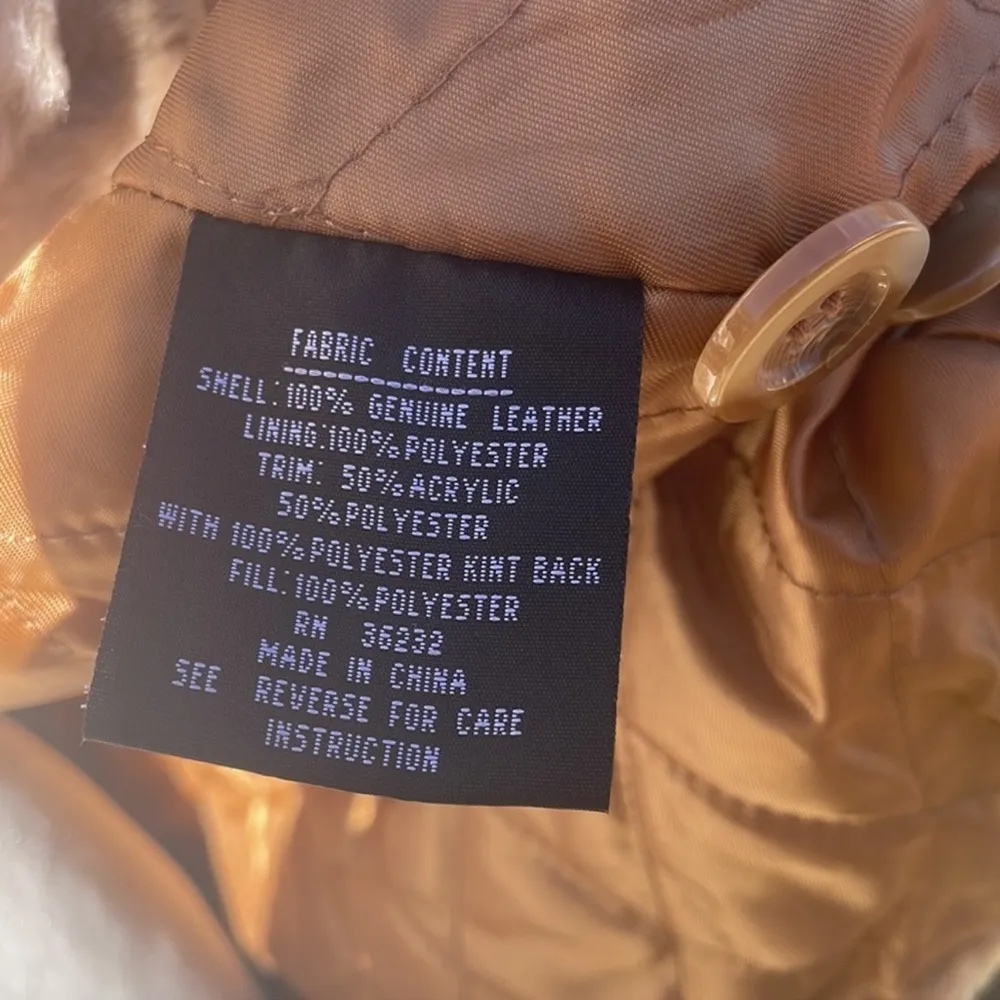 FABRIC CONTENT
SHELL:100% GENUINE LEATHER
LINING:100%POLYESTER
TRIM: 50%ACRYLIC
50%POLYESTER
WITH 100%POLYESTER KINT BACK
FILL:100%POLYESTER
RN 36232
MADE IN CHINA
SEE REVERSE FOR CARE
INSTRUCTION